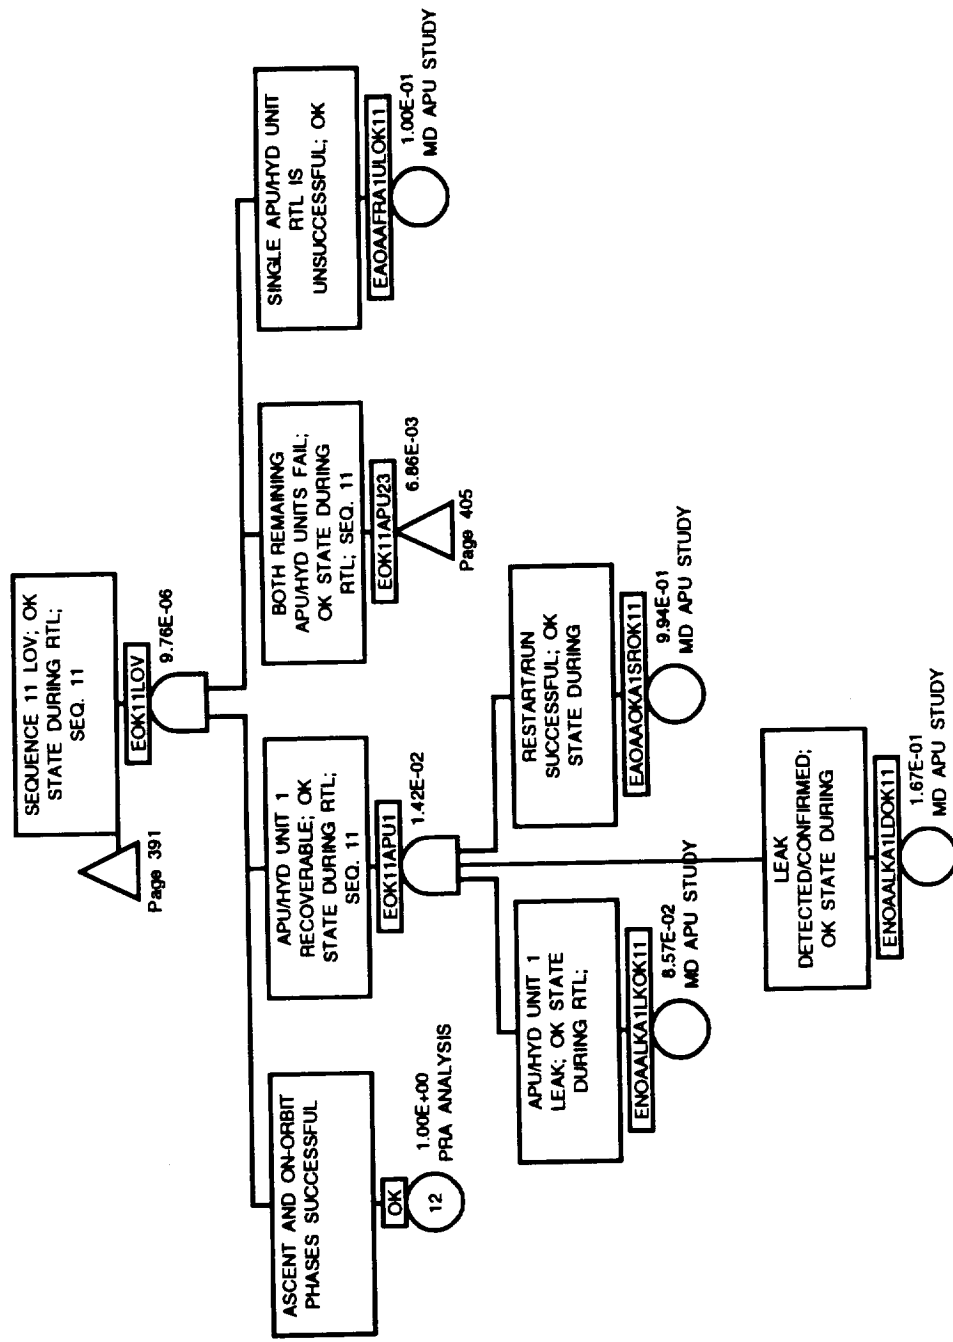 SEQUENCE 11 LOV; OK
STATE DURING RTL;
SEQ. 11
EOK11LOV
9.76E-06
Page 391
ASCENT AND ON-ORBIT
PHASES SUCCESSFUL
OK
12
1.00E+00
PRA ANALYSIS
APU/HYD UNIT 1
RECOVERABLE; OK
STATE DURING RTL;
SEQ. 11
EOK11APU1
1.42E-02
BOTH REMAINING
APU/HYD UNITS FAIL;
OK STATE DURING
RTL; SEQ. 11
EOK11APU23
6.86E-03
Page 405
SINGLE APU/HYD UNIT
RTL IS
UNSUCCESSFUL; OK
EAOAAFRA1ULOK11
1.00E-01
MD APU STUDY
APU/HYD UNIT 1
LEAK; OK STATE
DURING RTL;
ENOAALKA1LKOK11
8.57E-02
MD APU STUDY
LEAK
DETECTED/CONFIRMED;
OK STATE DURING
ENOAALKA1LDOK11
1.67E-01
MD APU STUDY
RESTART/RUN
SUCCESSFUL; OK
STATE DURING
EAOAAOKA1SROK11
9.94E-01
MD APU STUDY